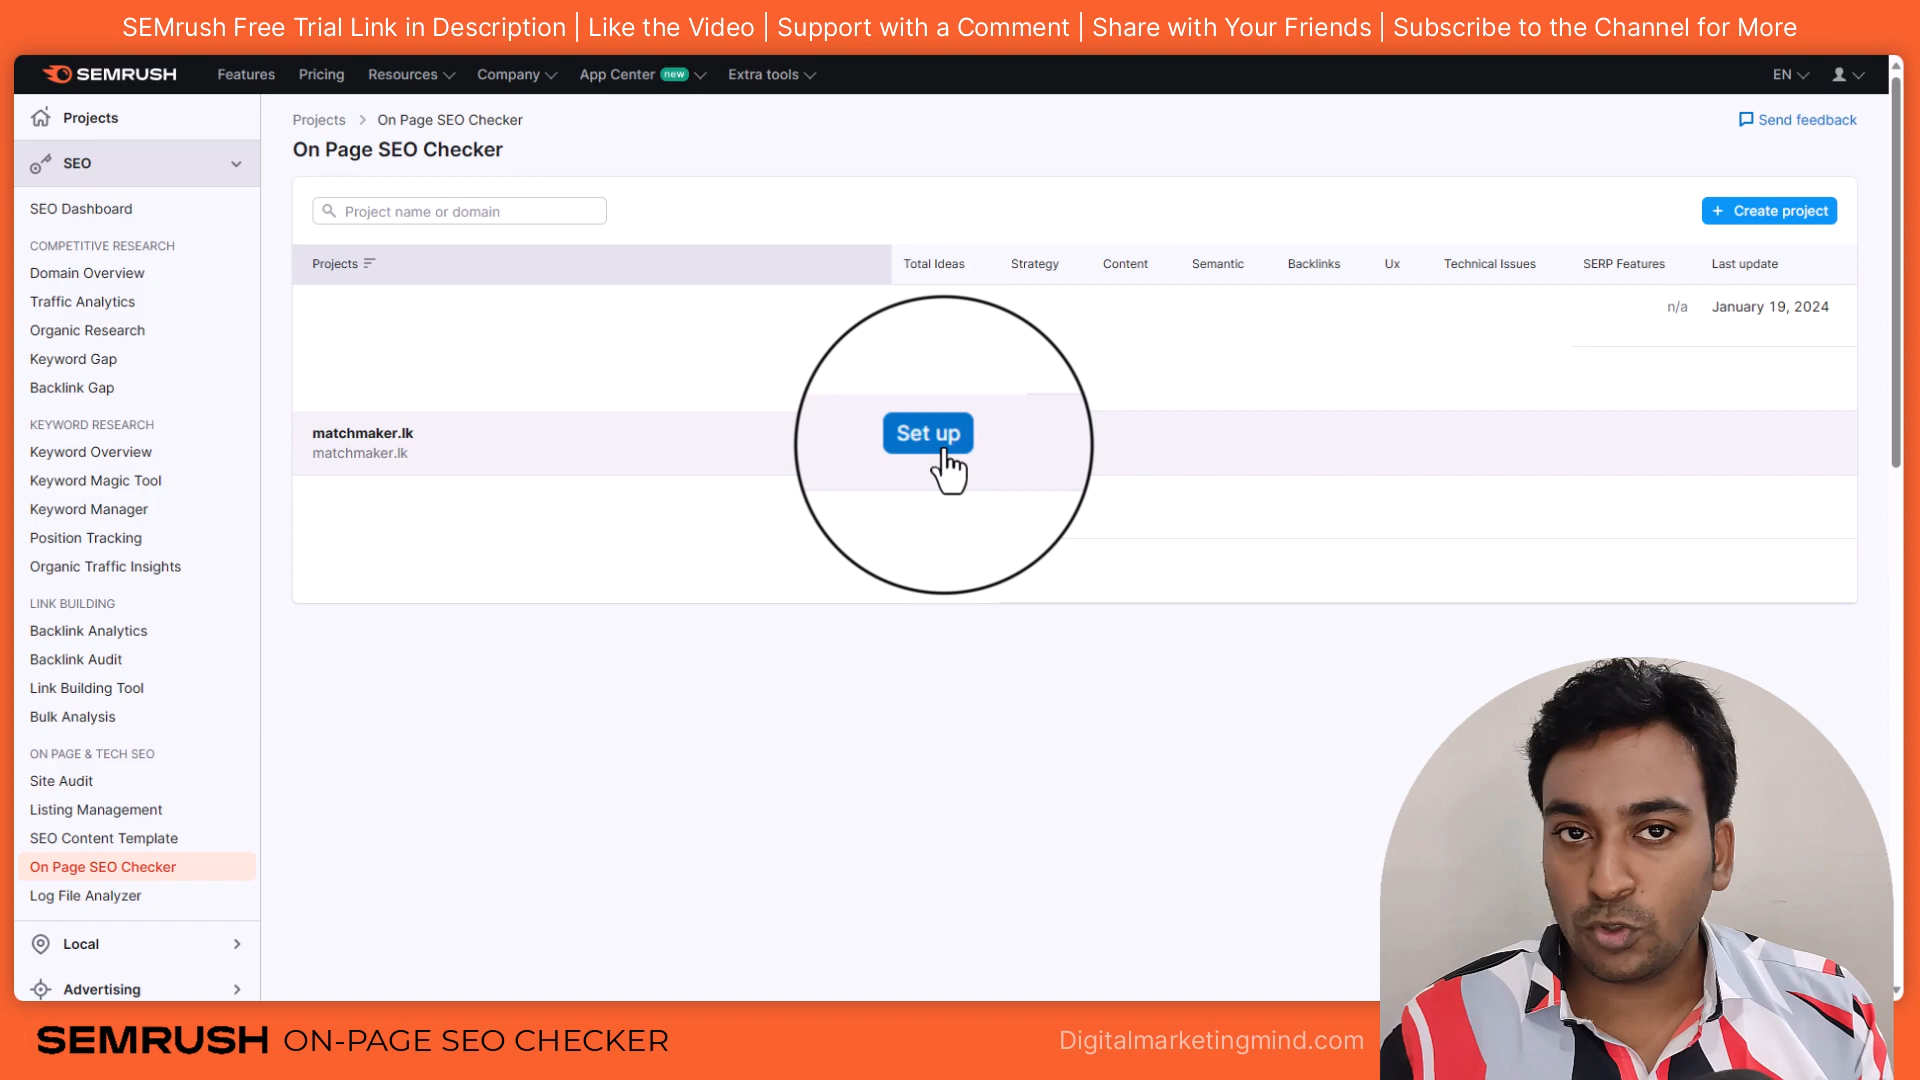 SEMrush Free Trial Link in Description | Like the Video | Support with a Comment | Share with Your Friends | Subscribe to the Channel for More
SEMRUSH Features Pricing Resources Company App Center new Extra tools EN
Projects
SEO
SEO Dashboard
COMPETITIVE RESEARCH
Domain Overview
Traffic Analytics
Organic Research
Keyword Gap
Backlink Gap
KEYWORD RESEARCH
Keyword Overview
Keyword Magic Tool
Keyword Manager
Position Tracking
Organic Traffic Insights
LINK BUILDING
Backlink Analytics
Backlink Audit
Link Building Tool
Bulk Analysis
ON PAGE & TECH SEO
Site Audit
Listing Management
SEO Content Template
On Page SEO Checker
Log File Analyzer
Local
Advertising
Projects > On Page SEO Checker
Send feedback
On Page SEO Checker
Project name or domain
+ Create project
Projects Total Ideas Strategy Content Semantic Backlinks Ux Technical Issues SERP Features Last update
n/a January 19, 2024
matchmaker.lk
matchmaker.lk
Set up
SEMRUSH ON-PAGE SEO CHECKER
Digitalmarketingmind.com